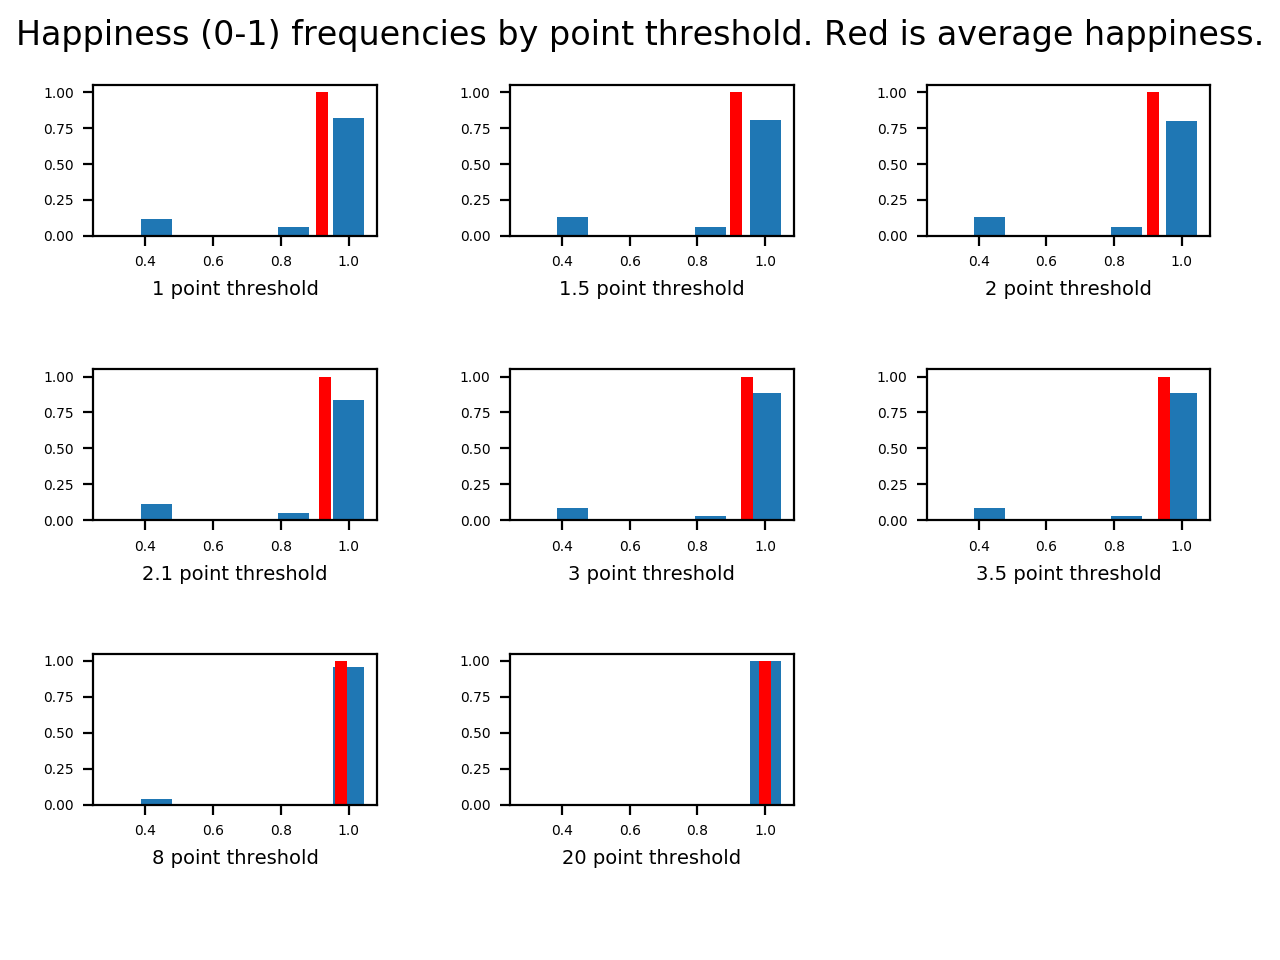 Happiness (0-1) frequencies by point threshold. Red is average happiness.
1.00 1.00 1.00
0.75 0.75 0.75
0.50 0.50 0.50
0.25 0.25 0.25
0.00 0.00 0.00
0.4 0.6 0.8 1.0 0.4 0.6 0.8 1.0 0.4 0.6 0.8 1.0
1 point threshold 1.5 point threshold 2 point threshold
1.00 1.00 1.00
0.75 0.75 0.75
0.50 0.50 0.50
0.25 0.25 0.25
0.00 0.00 0.00
0.4 0.6 0.8 1.0 0.4 0.6 0.8 1.0 0.4 0.6 0.8 1.0
2.1 point threshold 3 point threshold 3.5 point threshold
1.00 1.00
0.75 0.75
0.50 0.50
0.25 0.25
0.00 0.00
0.4 0.6 0.8 1.0 0.4 0.6 0.8 1.0
8 point threshold 20 point threshold